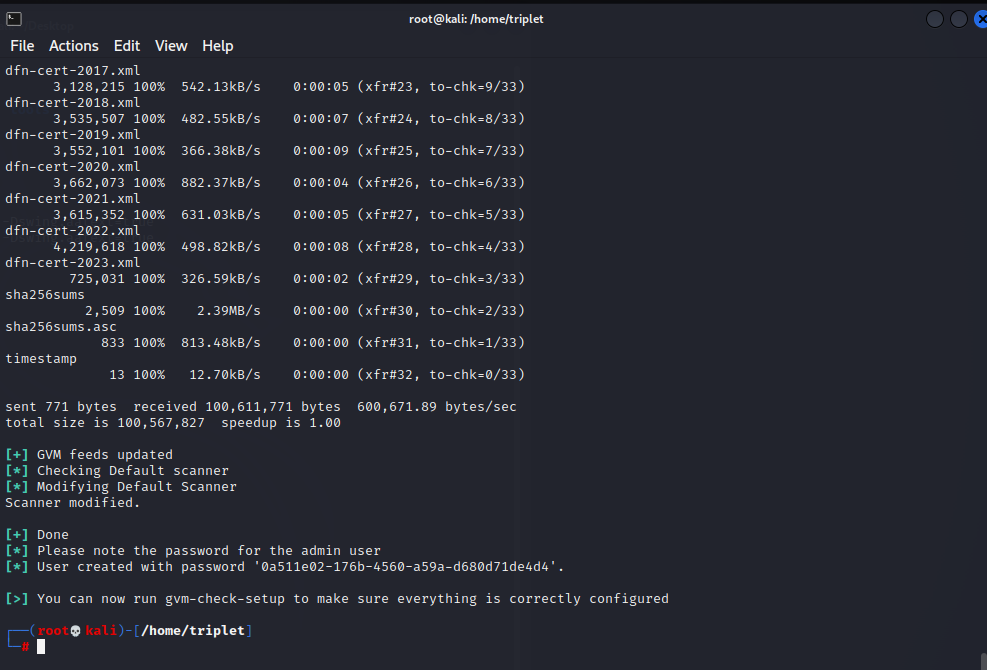 root@kali: /home/triplet
File Actions Edit View Help
dfn-cert-2017.xml
3,128,215 100% 542.13kB/s 0:00:05 (xfr#23, to-chk=9/33)
dfn-cert-2018.xml
3,535,507 100% 482.55kB/s 0:00:07 (xfr#24, to-chk=8/33)
dfn-cert-2019.xml
3,552,101 100% 366.38kB/s 0:00:09 (xfr#25, to-chk=7/33)
dfn-cert-2020.xml
3,662,073 100% 882.37kB/s 0:00:04 (xfr#26, to-chk=6/33)
dfn-cert-2021.xml
3,615,352 100% 631.03kB/s 0:00:05 (xfr#27, to-chk=5/33)
dfn-cert-2022.xml
4,219,618 100% 498.82kB/s 0:00:08 (xfr#28, to-chk=4/33)
dfn-cert-2023.xml
725,031 100% 326.59kB/s 0:00:02 (xfr#29, to-chk=3/33)
sha256sums
2,509 100% 2.39MB/s 0:00:00 (xfr#30, to-chk=2/33)
sha256sums.asc
833 100% 813.48kB/s 0:00:00 (xfr#31, to-chk=1/33)
timestamp
13 100% 12.70kB/s 0:00:00 (xfr#32, to-chk=0/33)
sent 771 bytes received 100,611,771 bytes 600,671.89 bytes/sec
total size is 100,567,827 speedup is 1.00
[+] GVM feeds updated
[*] Checking Default scanner
[*] Modifying Default Scanner
Scanner modified.
[+] Done
[*] Please note the password for the admin user
[*] User created with password '0a511e02-176b-4560-a59a-d680d71de4d4'.
[>] You can now run gvm-check-setup to make sure everything is correctly configured
┌──(root💀kali)-[/home/triplet]
└─#